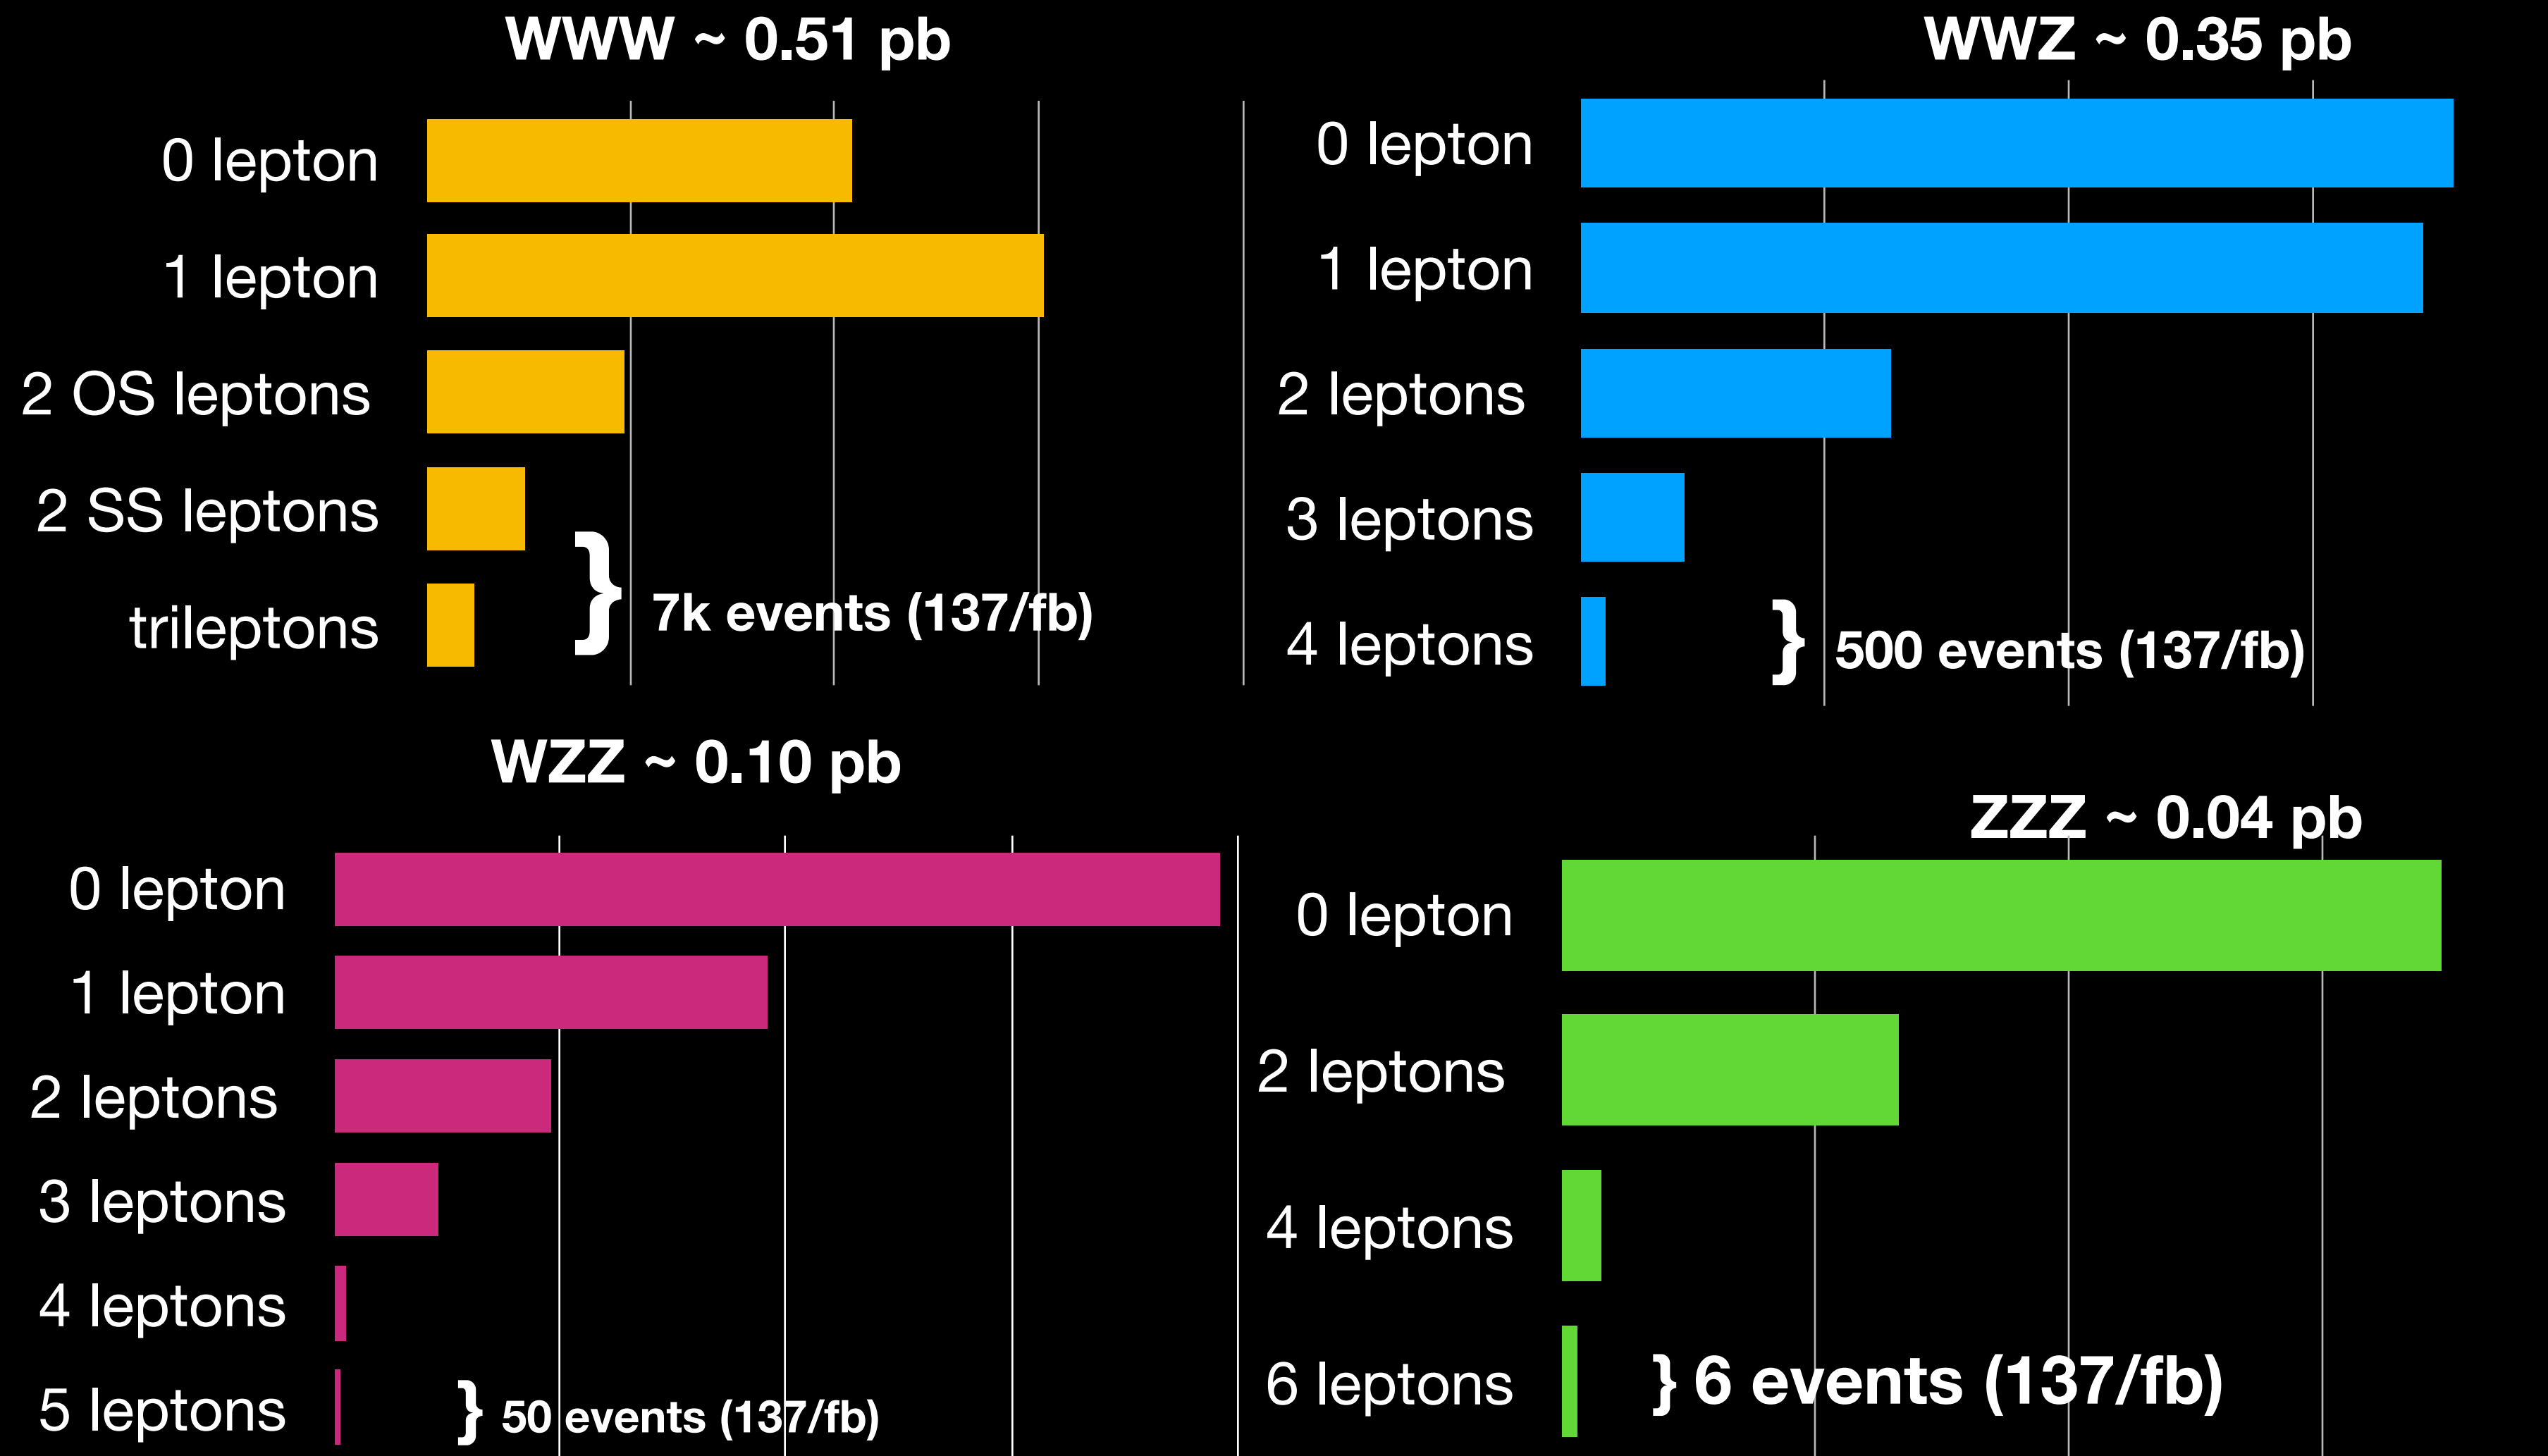 WWW ~ 0.51 pb
0 lepton
1 lepton
2 OS leptons
2 SS leptons
trileptons
} 7k events (137/fb)
WWZ ~ 0.35 pb
0 lepton
1 lepton
2 leptons
3 leptons
4 leptons
} 500 events (137/fb)
WZZ ~ 0.10 pb
0 lepton
1 lepton
2 leptons
3 leptons
4 leptons
5 leptons
} 50 events (137/fb)
ZZZ ~ 0.04 pb
0 lepton
2 leptons
4 leptons
6 leptons
} 6 events (137/fb)